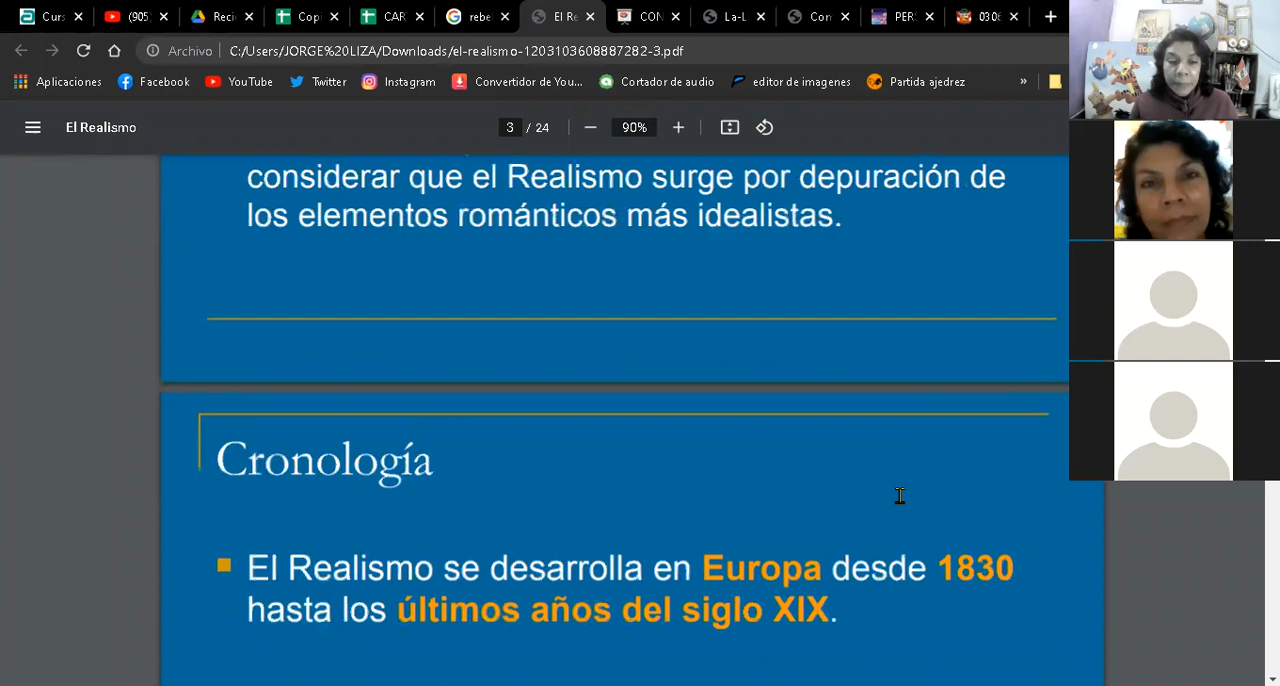 Curs
(905)
Recie
Copi
CAR
rebe
El Re
CON
La-L
Con
PER
0306
Archivo
C:/Users/JORGE%20LIZA/Downloads/el-realismo-1203103608887282-3.pdf
Aplicaciones
Facebook
YouTube
Twitter
Instagram
Convertidor de You...
Cortador de audio
editor de imagenes
Partida ajedrez
»
El Realismo
3 / 24
90%
considerar que el Realismo surge por depuración de
los elementos románticos más idealistas.
Cronología
El Realismo se desarrolla en Europa desde 1830
hasta los últimos años del siglo XIX.